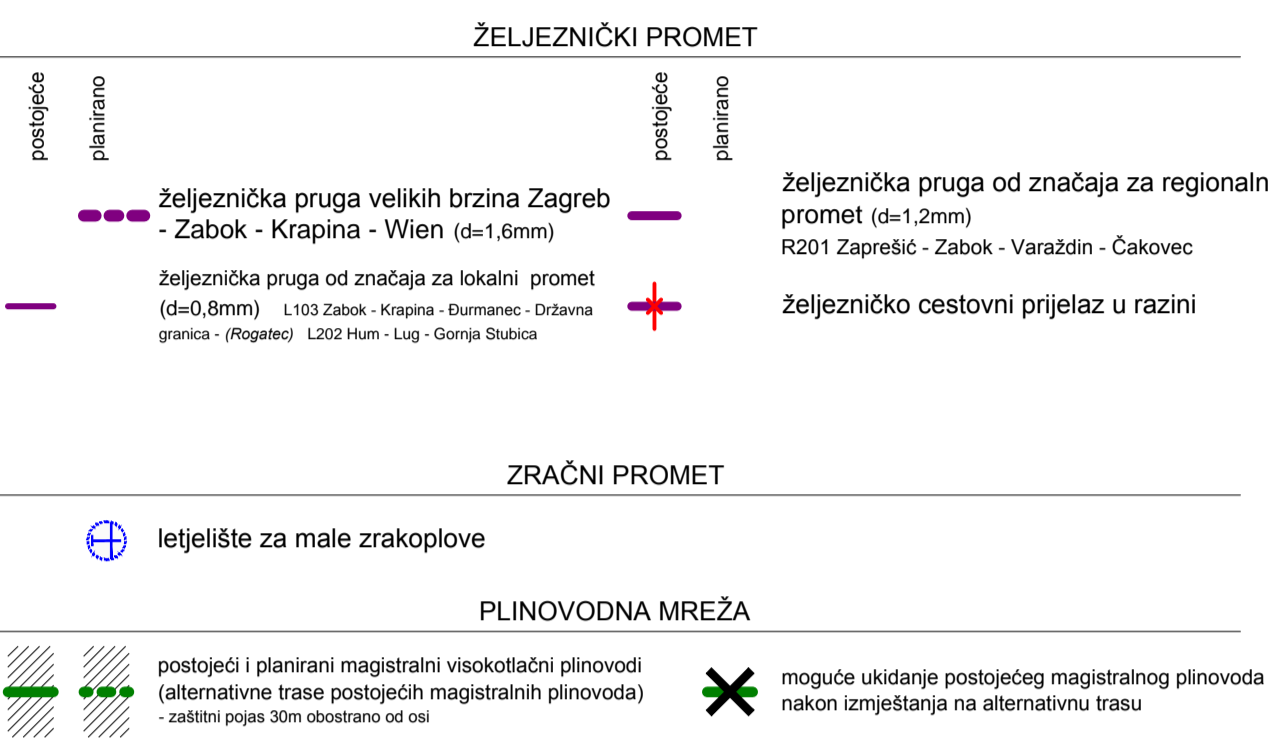 ŽELJEZNIČKI PROMET
postojeće
planirano
željeznička pruga velikih brzina Zagreb
- Zabok - Krapina - Wien (d=1,6mm)
željeznička pruga od značaja za lokalni promet
(d=0,8mm) L103 Zabok - Krapina - Đurmanec - Državna
granica - (Rogatec) L202 Hum - Lug - Gornja Stubica
postojeće
planirano
željeznička pruga od značaja za regionaln
promet (d=1,2mm)
R201 Zaprešić - Zabok - Varaždin - Čakovec
željezničko cestovni prijelaz u razini
ZRAČNI PROMET
letjelište za male zrakoplove
PLINOVODNA MREŽA
postojeći i planirani magistralni visokotlačni plinovodi
(alternativne trase postojećih magistralnih plinovoda)
- zaštitni pojas 30m obostrano od osi
moguće ukidanje postojećeg magistralnog plinovoda
nakon izmještanja na alternativnu trasu